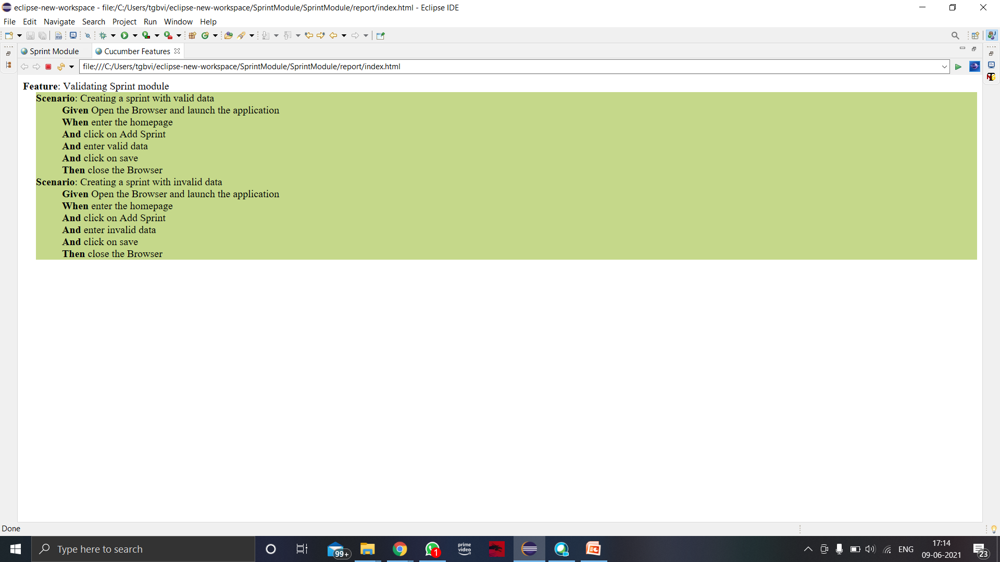 eclipse-new-workspace - file:/C:/Users/tgbvi/eclipse-new-workspace/SprintModule/SprintModule/report/index.html - Eclipse IDE
File Edit Navigate Search Project Run Window Help
Sprint Module Cucumber Features
file:///C:/Users/tgbvi/eclipse-new-workspace/SprintModule/SprintModule/report/index.html
Feature: Validating Sprint module
Scenario: Creating a sprint with valid data
Given Open the Browser and launch the application
When enter the homepage
And click on Add Sprint
And enter valid data
And click on save
Then close the Browser
Scenario: Creating a sprint with invalid data
Given Open the Browser and launch the application
When enter the homepage
And click on Add Sprint
And enter invalid data
And click on save
Then close the Browser
Done
Type here to search
99+
1
prime
video
ENG
17:14
09-06-2021
23